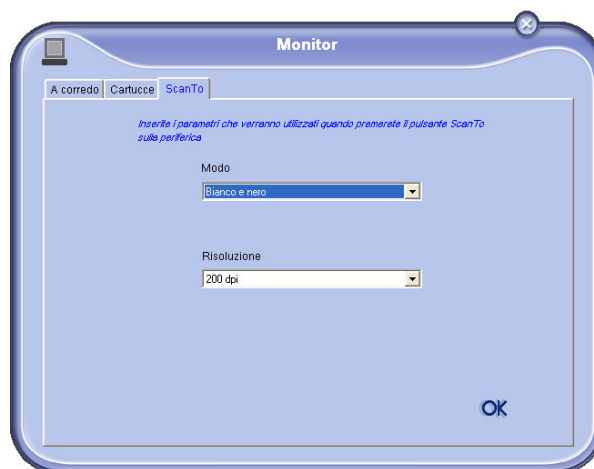 Monitor
A corredo Cartucce ScanTo
Inserite i parametri che verranno utilizzati quando premerete il pulsante ScanTo
sulla periferica
Modo
Bianco e nero
Risoluzione
200 dpi
OK